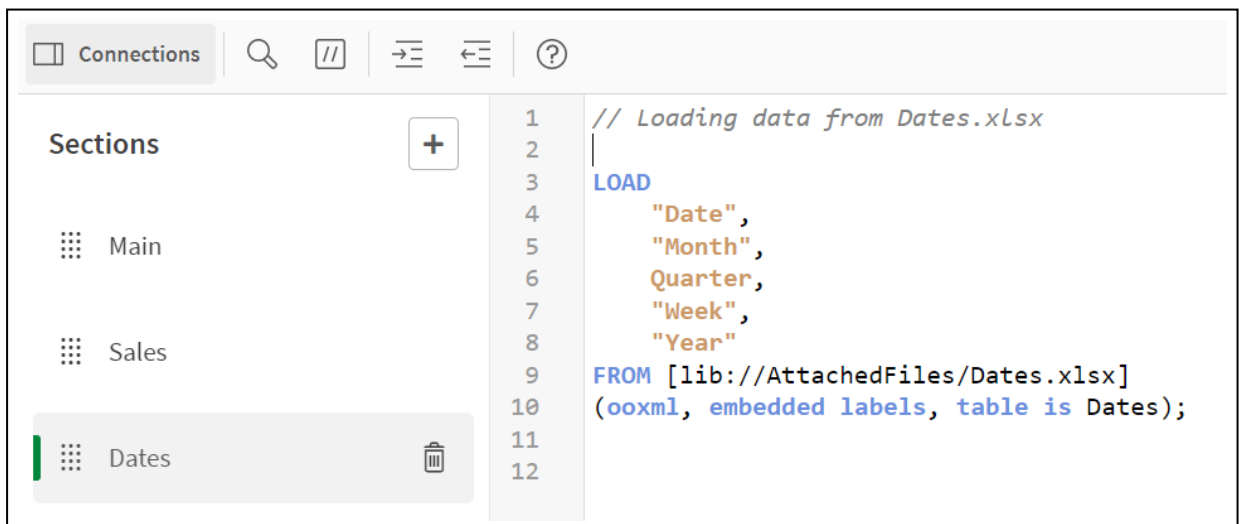 Connections //
Sections +
Main
Sales
Dates
1 // Loading data from Dates.xlsx
2
3 LOAD
4 "Date",
5 "Month",
6 Quarter,
7 "Week",
8 "Year"
9 FROM [lib://AttachedFiles/Dates.xlsx]
10 (ooxml, embedded labels, table is Dates);
11
12